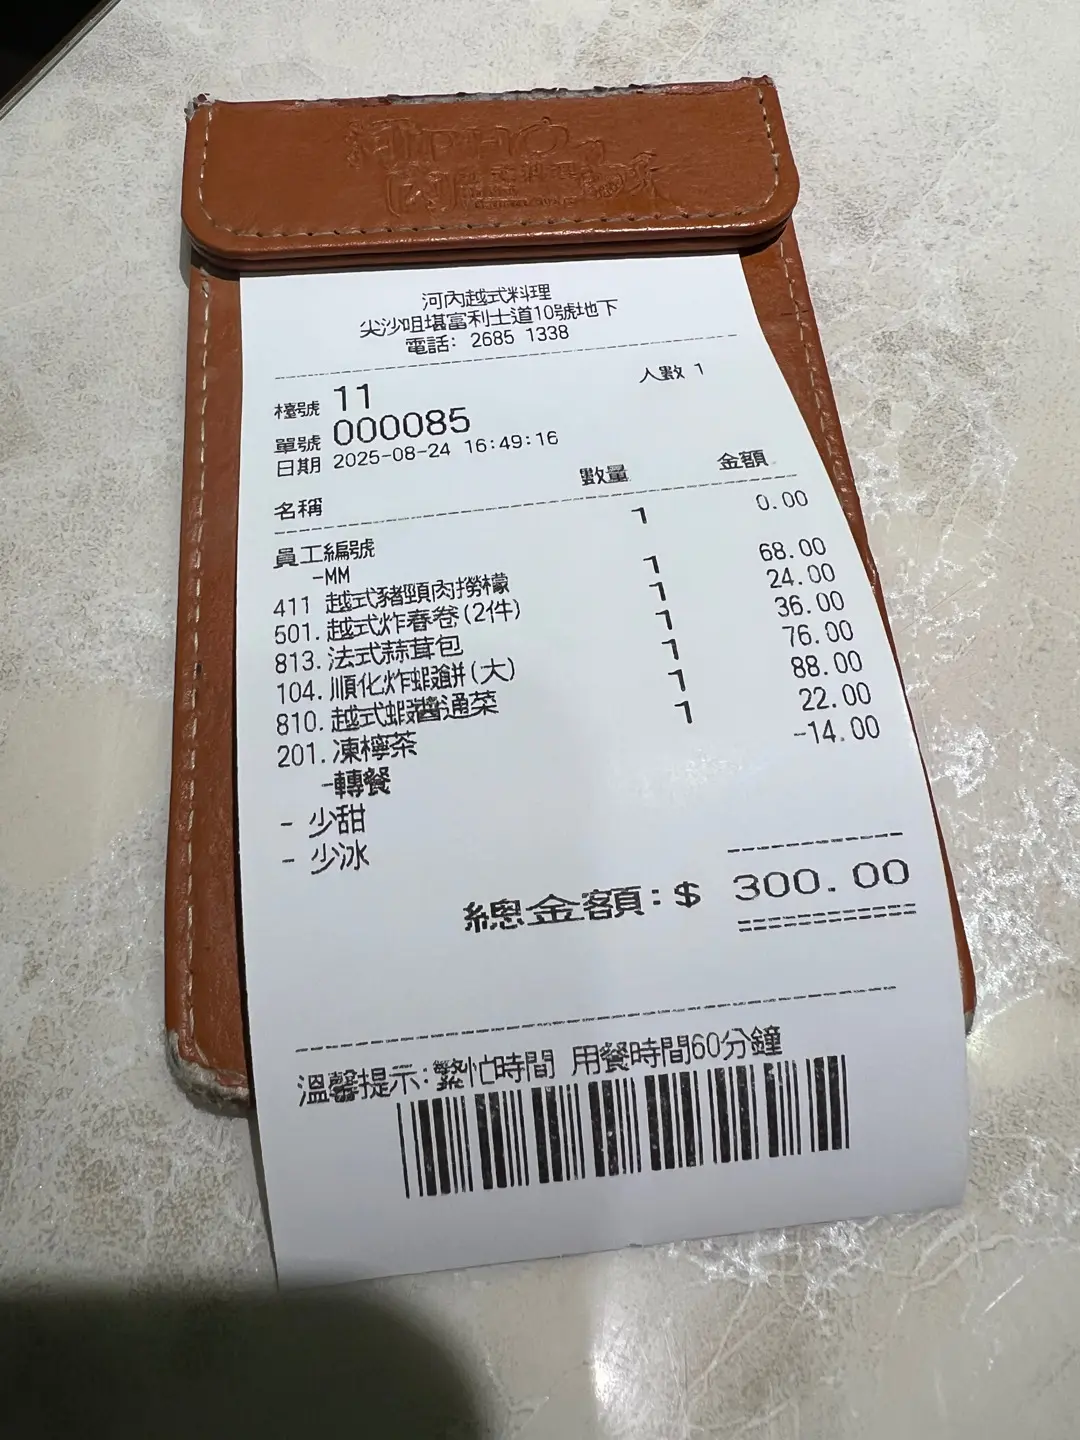 PHO
河內越式料理
尖沙咀堪富利士道10號地下
電話: 2685 1338
人數 1
檯號 11
單號 000085
日期 2025-08-24 16:49:16
名稱 數量 金額
員工編號 1 0.00
-MM
411 越式豬頸肉撈檬 1 68.00
501. 越式炸春卷(2件) 1 24.00
813. 法式蒜茸包 1 36.00
104. 順化炸蝦餅(大) 1 76.00
810. 越式蝦醬通菜 1 88.00
201. 凍檸茶 1 22.00
-轉餐 -14.00
- 少甜
- 少冰
總金額: $ 300.00
溫馨提示: 繁忙時間 用餐時間60分鐘